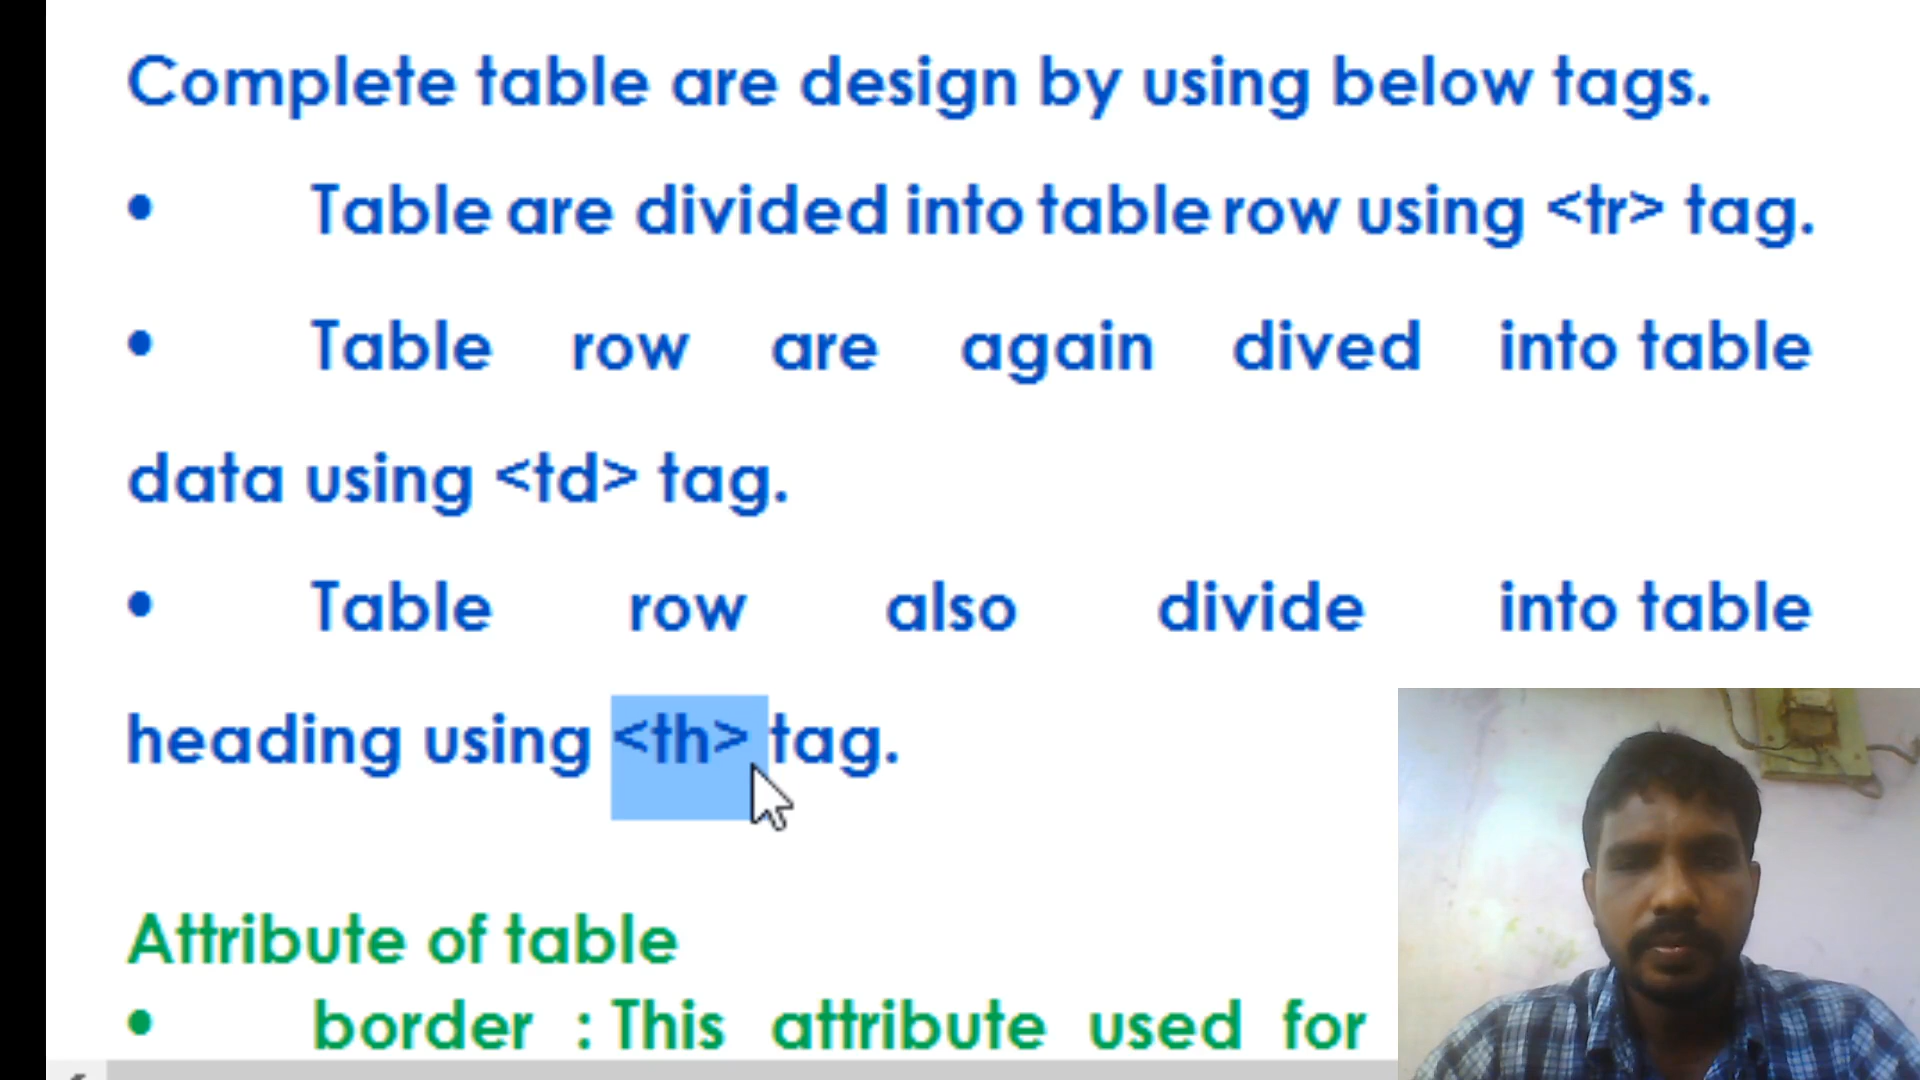 Complete table are design by using below tags.
• Table are divided into table row using <tr> tag.
• Table row are again dived into table
data using <td> tag.
• Table row also divide into table
heading using <th> tag.
Attribute of table
• border : This attribute used for